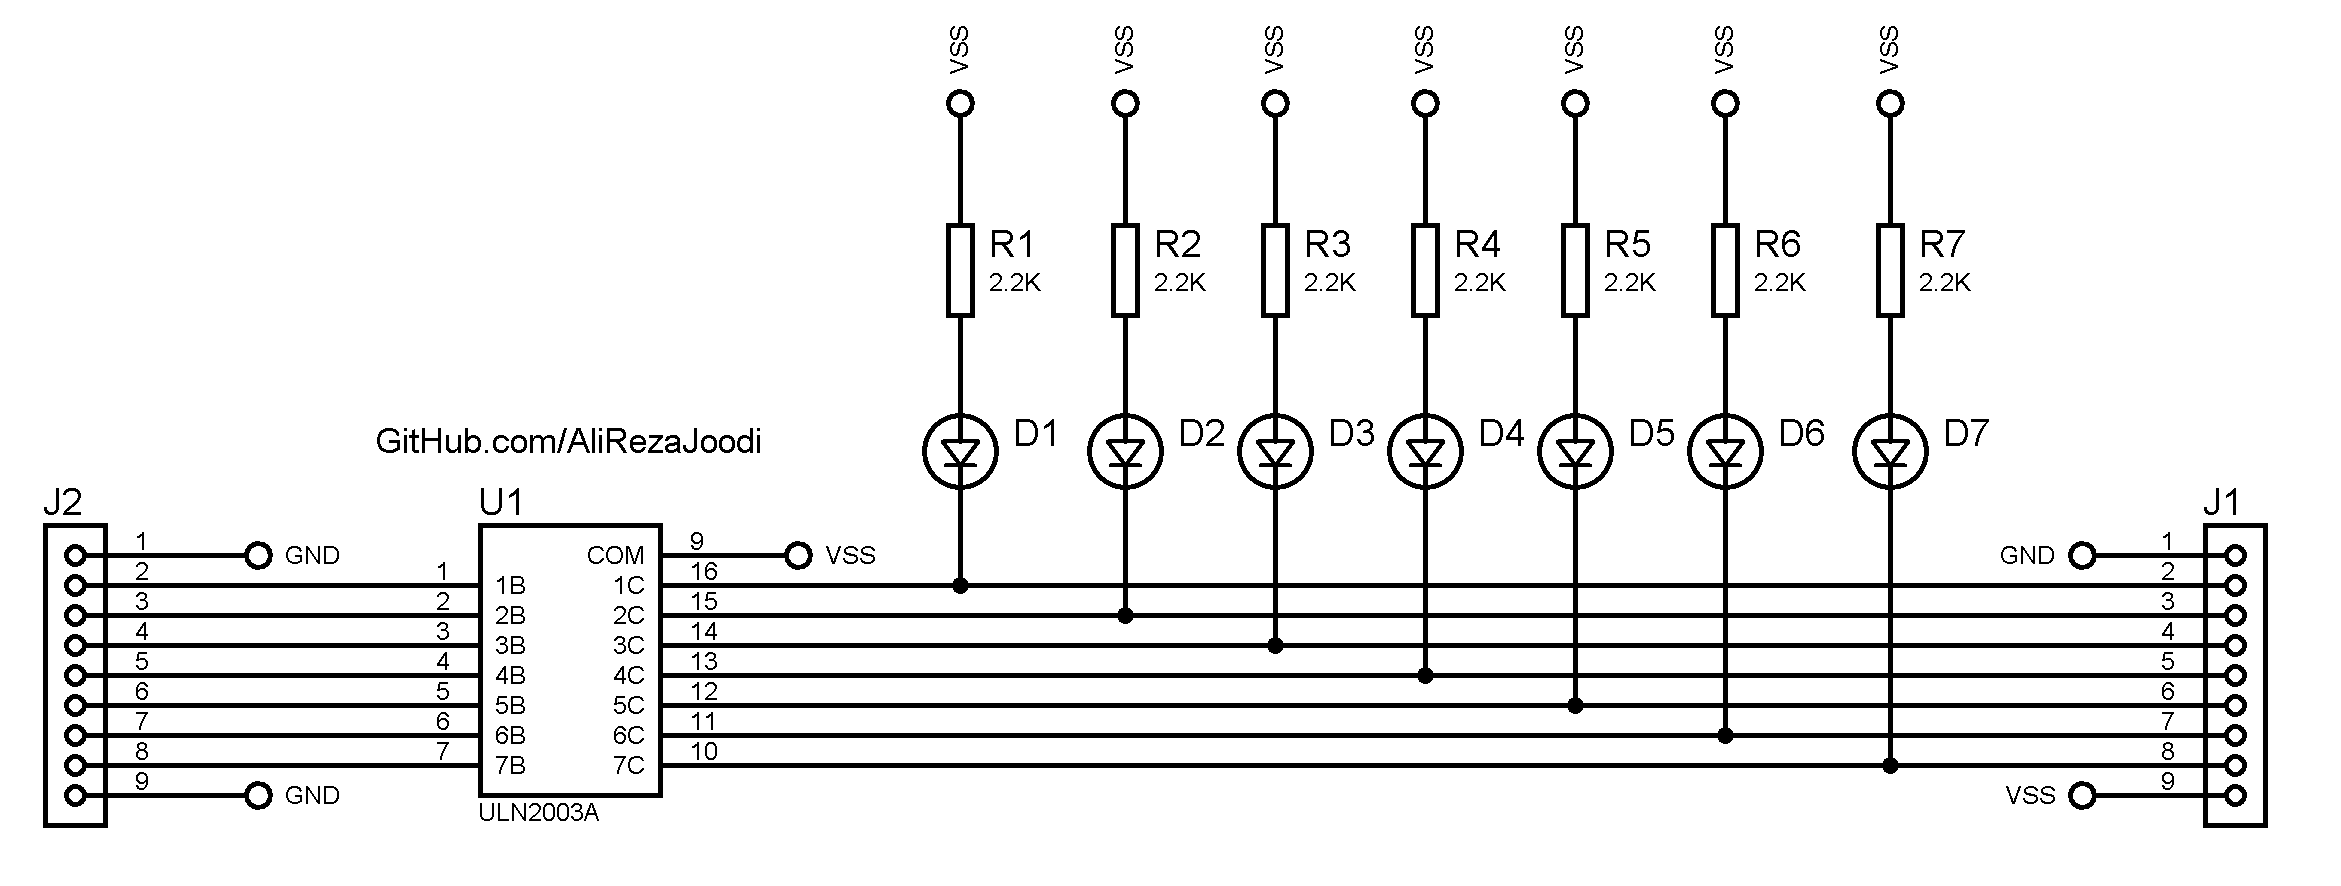 VSS VSS VSS VSS VSS VSS VSS
R1 R2 R3 R4 R5 R6 R7
2.2K 2.2K 2.2K 2.2K 2.2K 2.2K 2.2K
D1 D2 D3 D4 D5 D6 D7
GitHub.com/AliRezaJoodi
J2 U1 J1
1 GND COM 9 VSS GND 1
2 1 1B 1C 16 2
3 2 2B 2C 15 3
4 3 3B 3C 14 4
5 4 4B 4C 13 5
6 5 5B 5C 12 6
7 6 6B 6C 11 7
8 7 7B 7C 10 8
9 GND VSS 9
ULN2003A